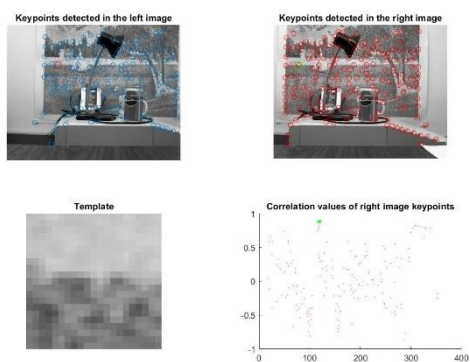 Keypoints detected in the left image
Keypoints detected in the right image
Template
Correlation values of right image keypoints
1
0.5
0
-0.5
-1
0 100 200 300 400